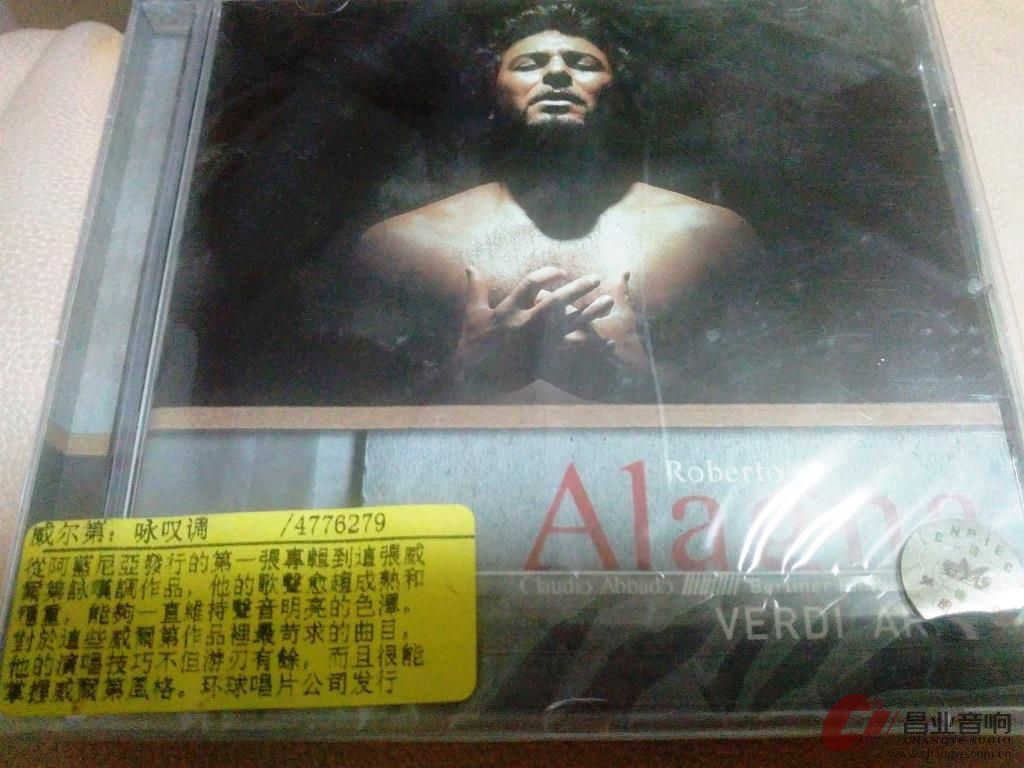 Roberto
Alagna
Claudio Abbado
VERDI
ENPIEC
威尔第:咏叹调 /4776279
從阿藍尼亞發行的第一張專輯到這張威
爾第詠嘆調作品,他的歌聲愈趨成熟和
穩重,能夠一直維持聲音明亮的色澤。
對於這些威爾第作品裡最苛求的曲目,
他的演唱技巧不但游刃有餘,而且很能
掌握威爾第風格。环球唱片公司发行
昌业音响